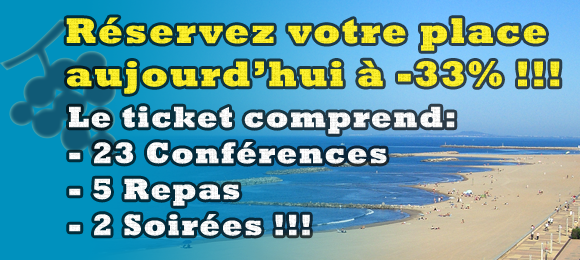 Réservez votre place
aujourd'hui à -33% !!!
Le ticket comprend:
- 23 Conférences
- 5 Repas
- 2 Soirées !!!